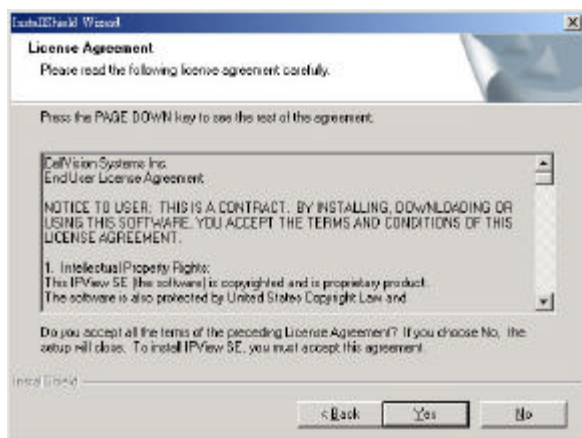 InstallShield Wizard
License Agreement
Please read the following license agreement carefully.
Press the PAGE DOWN key to see the rest of the agreement.
CelVision Systems Inc.
End User License Agreement
NOTICE TO USER: THIS IS A CONTRACT. BY INSTALLING, DOWNLOADING OR
USING THIS SOFTWARE, YOU ACCEPT THE TERMS AND CONDITIONS OF THIS
LICENSE AGREEMENT.
1. Intellectual Property Rights:
This IPView SE (the software) is copyrighted and is proprietary product.
The software is also protected by United States Copyright Law and
Do you accept all the terms of the preceding License Agreement? If you choose No, the
setup will close. To install IPView SE, you must accept this agreement.
InstallShield
< Back
Yes
No